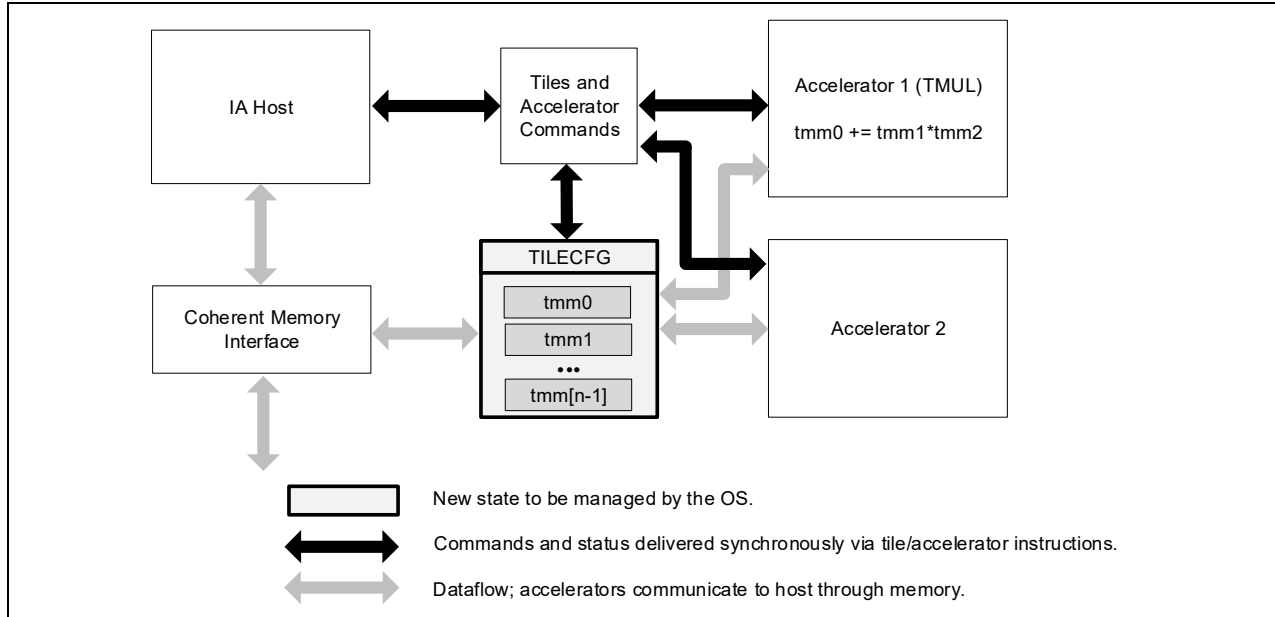 IA Host
Tiles and
Accelerator
Commands
Accelerator 1 (TMUL)
tmm0 += tmm1*tmm2
TILECFG
tmm0
tmm1
•••
tmm[n-1]
Coherent Memory
Interface
Accelerator 2
New state to be managed by the OS.
Commands and status delivered synchronously via tile/accelerator instructions.
Dataflow; accelerators communicate to host through memory.